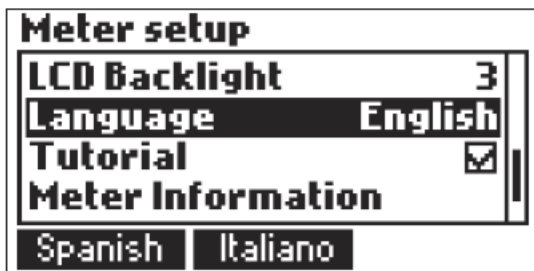 Meter setup
LCD Backlight 3
Language English
Tutorial
Meter Information
Spanish Italiano